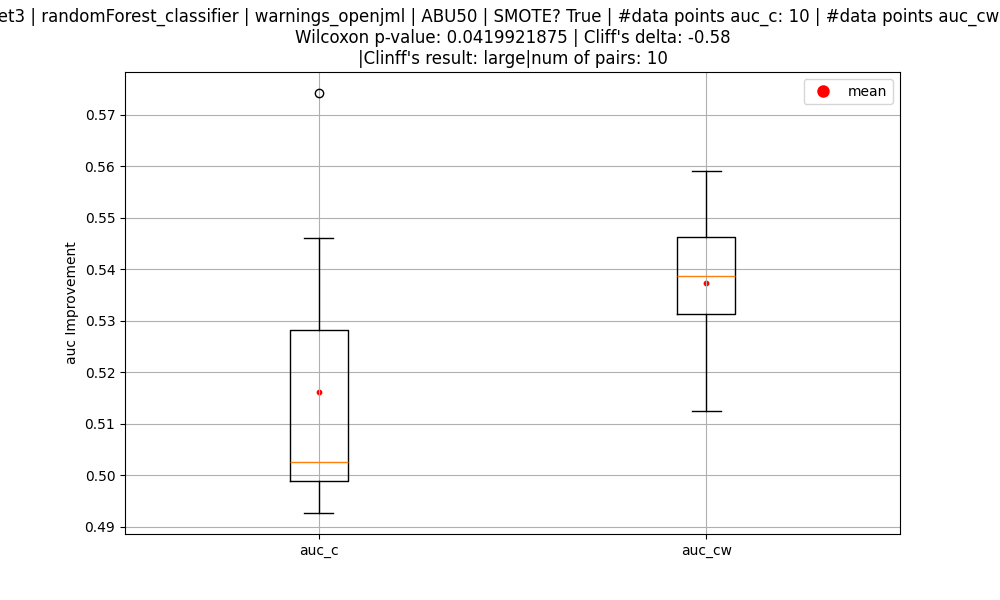 et3 | randomForest_classifier | warnings_openjml | ABU50 | SMOTE? True | #data points auc_c: 10 | #data points auc_cw
Wilcoxon p-value: 0.0419921875 | Cliff's delta: -0.58
|Clinff's result: large|num of pairs: 10
mean
0.57
0.56
0.55
0.54
0.53
0.52
0.51
0.50
0.49
auc Improvement
auc_c
auc_cw